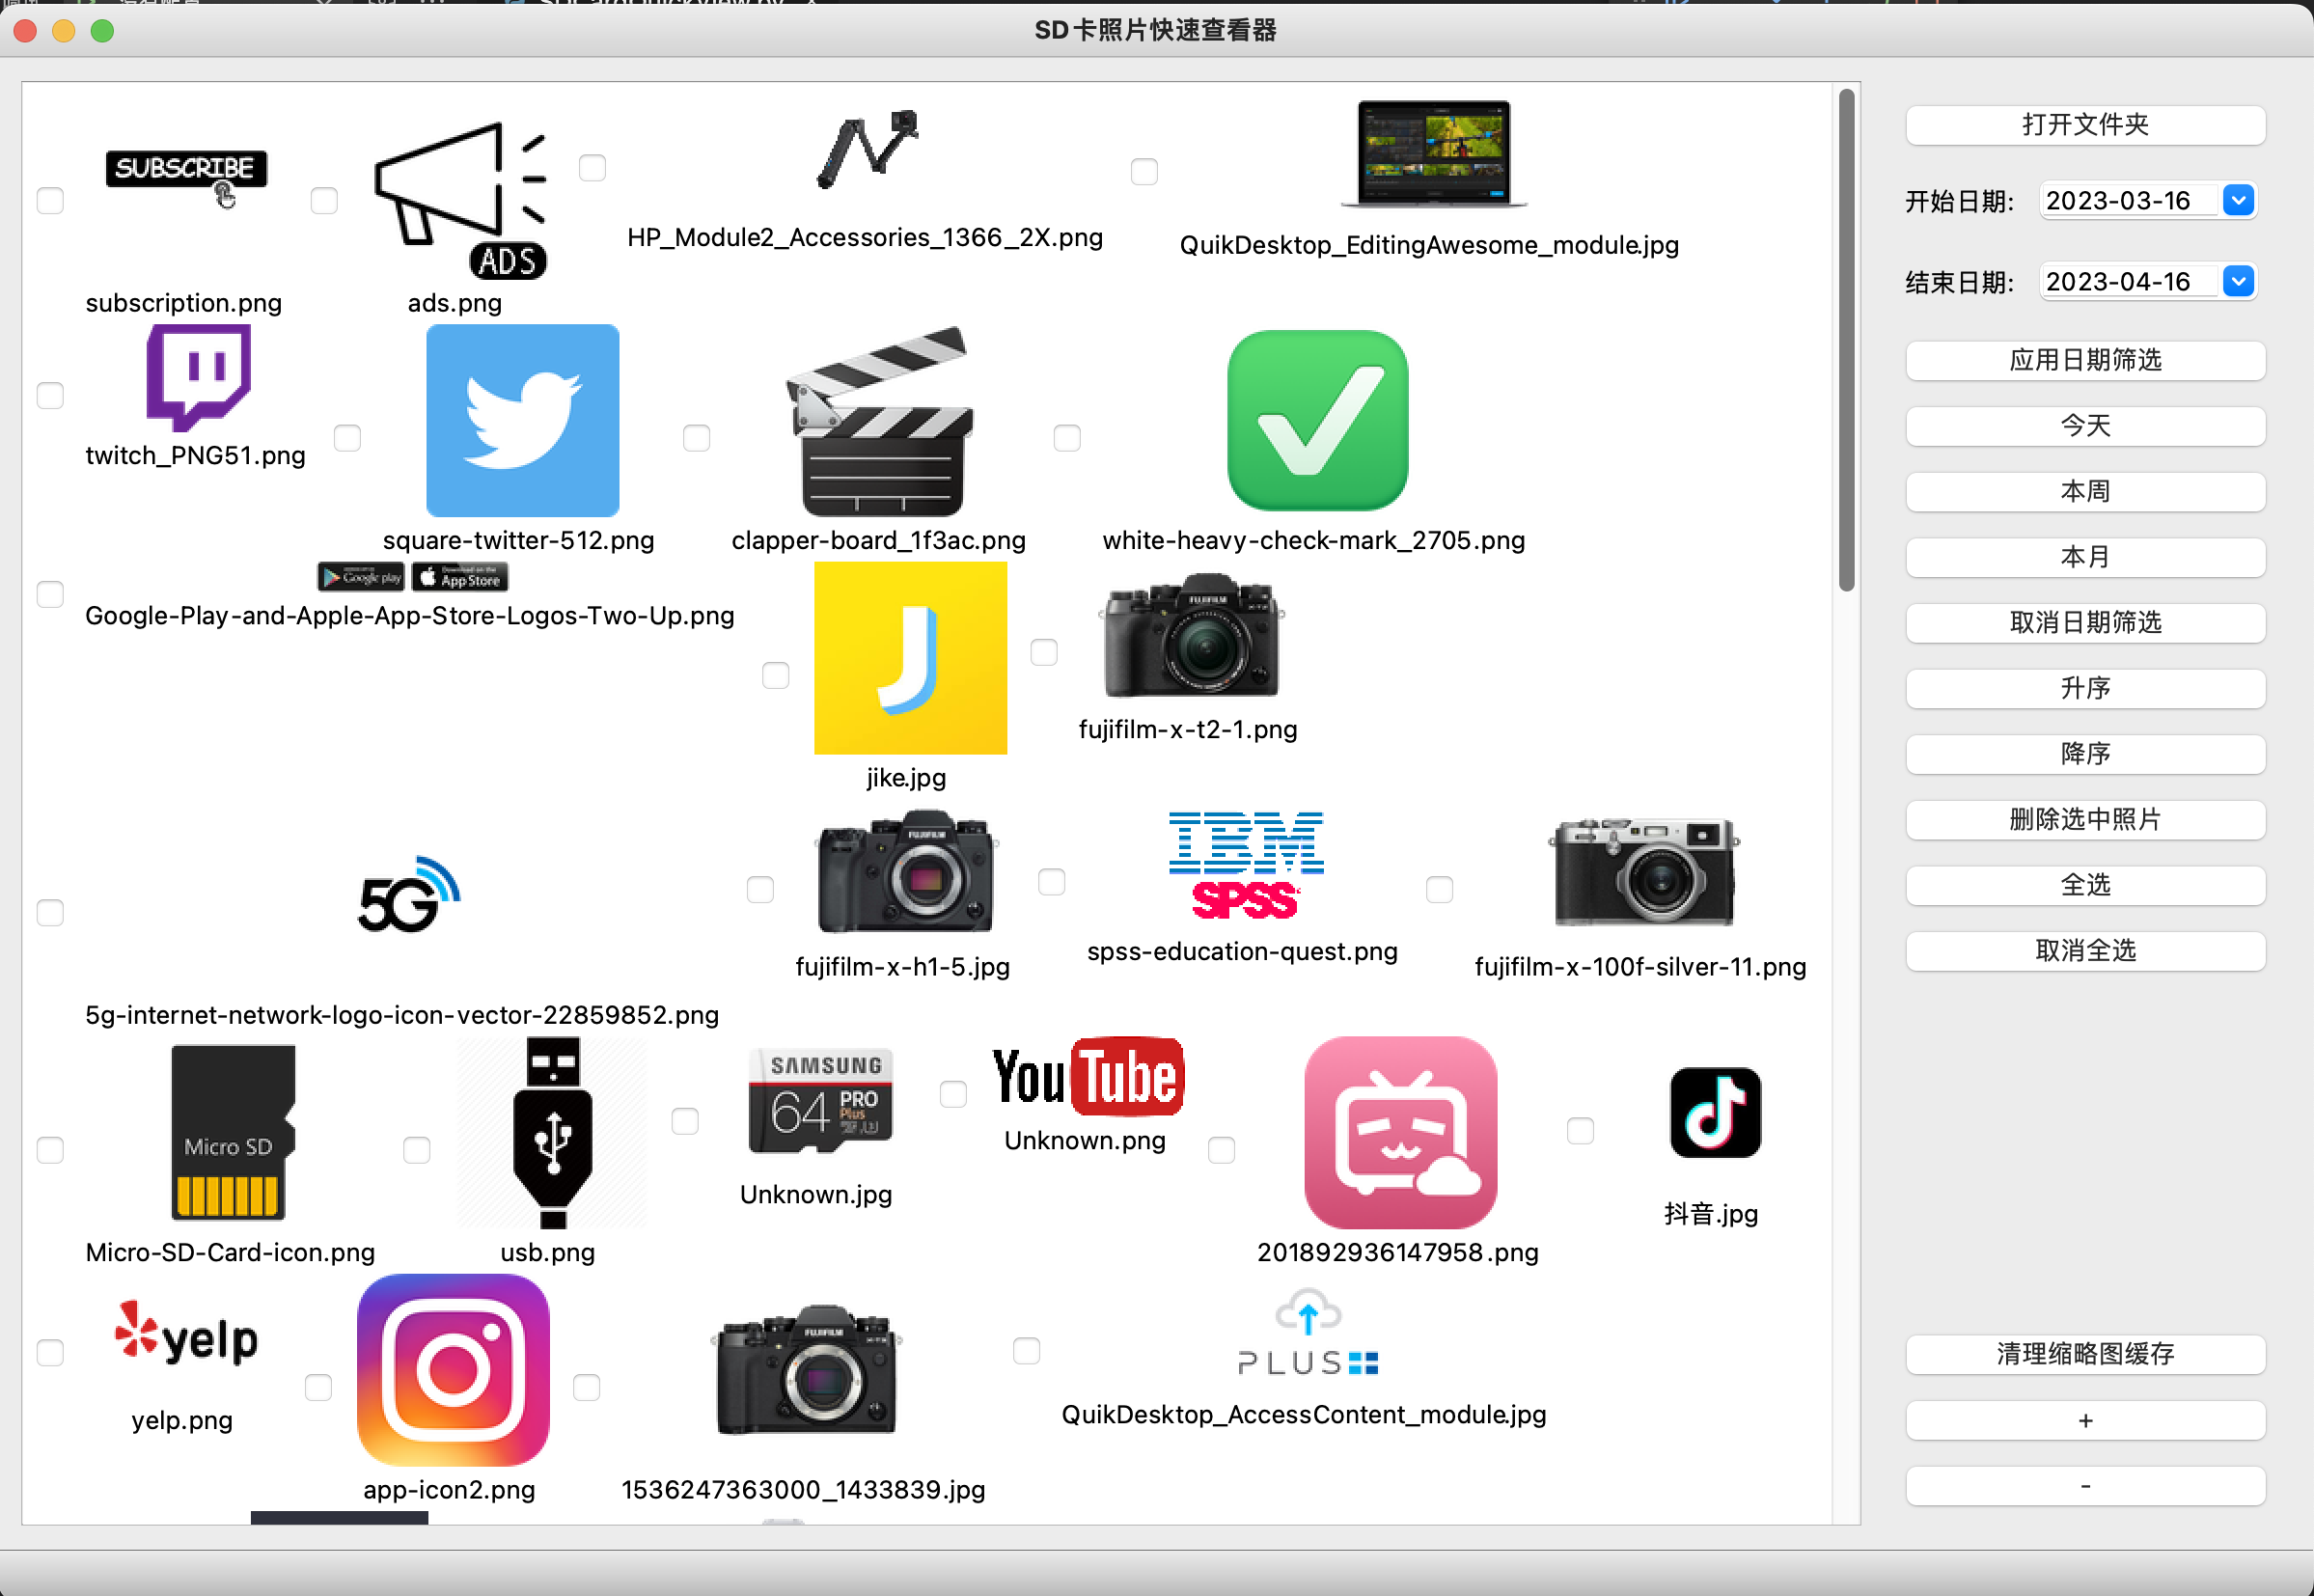 SDCardQuickView.py
SD卡照片快速查看器
SUBSCRIBE
subscription.png
ADS
ads.png
HP_Module2_Accessories_1366_2X.png
QuikDesktop_EditingAwesome_module.jpg
twitch_PNG51.png
square-twitter-512.png
clapper-board_1f3ac.png
white-heavy-check-mark_2705.png
Google play
Download on the
App Store
Google-Play-and-Apple-App-Store-Logos-Two-Up.png
J
jike.jpg
FUJIFILM
fujifilm-x-t2-1.png
5G
5g-internet-network-logo-icon-vector-22859852.png
FUJIFILM
fujifilm-x-h1-5.jpg
IBM
SPSS
spss-education-quest.png
fujifilm-x-100f-silver-11.png
Micro SD
Micro-SD-Card-icon.png
usb.png
SAMSUNG
64 PRO
Plus
Unknown.jpg
YouTube
Unknown.png
201892936147958.png
抖音.jpg
yelp
yelp.png
app-icon2.png
FUJIFILM
1536247363000_1433839.jpg
PLUS
QuikDesktop_AccessContent_module.jpg
打开文件夹
开始日期: 2023-03-16
结束日期: 2023-04-16
应用日期筛选
今天
本周
本月
取消日期筛选
升序
降序
删除选中照片
全选
取消全选
清理缩略图缓存
+
-